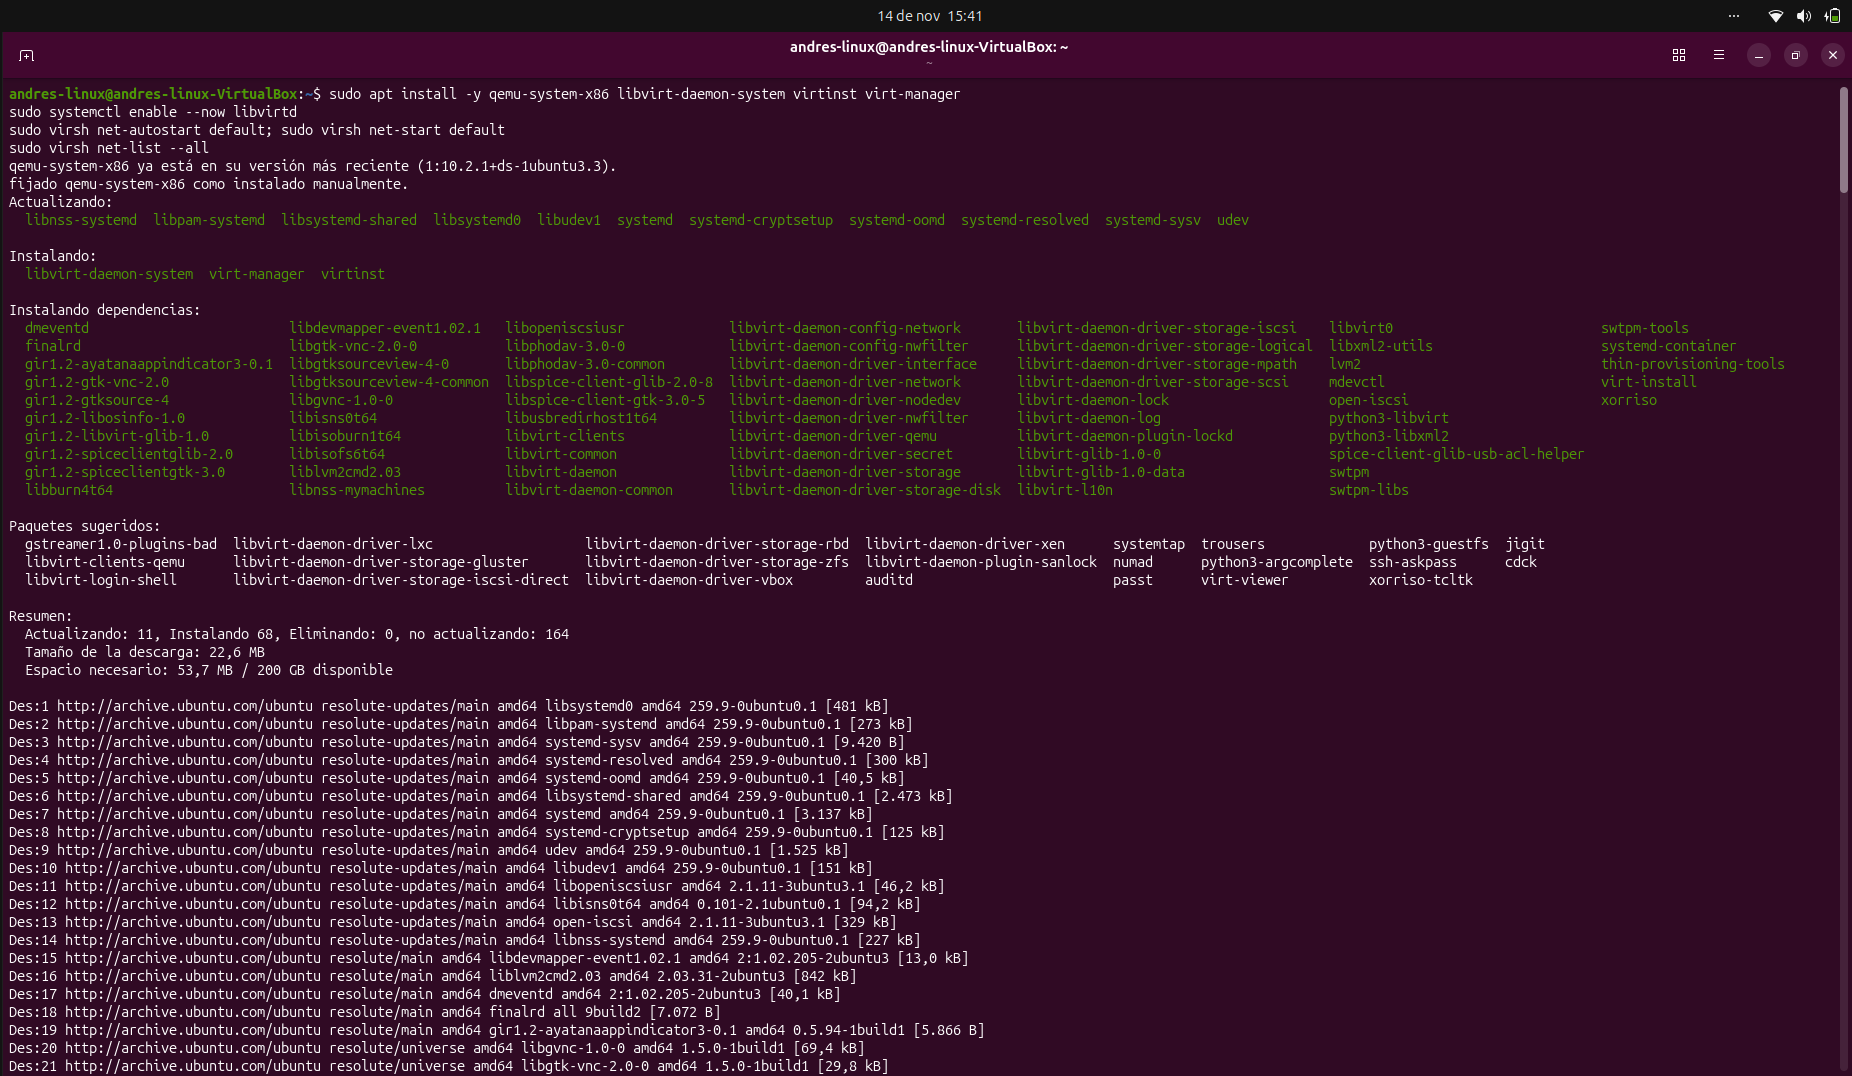 14 de nov 15:41
andres-linux@andres-linux-VirtualBox: ~
~
andres-linux@andres-linux-VirtualBox:~$ sudo apt install -y qemu-system-x86 libvirt-daemon-system virtinst virt-manager
sudo systemctl enable --now libvirtd
sudo virsh net-autostart default; sudo virsh net-start default
sudo virsh net-list --all
qemu-system-x86 ya está en su versión más reciente (1:10.2.1+ds-1ubuntu3.3).
fijado qemu-system-x86 como instalado manualmente.
Actualizando:
libnss-systemd libpam-systemd libsystemd-shared libsystemd0 libudev1 systemd systemd-cryptsetup systemd-oomd systemd-resolved systemd-sysv udev
Instalando:
libvirt-daemon-system virt-manager virtinst
Instalando dependencias:
dmeventd libdevmapper-event1.02.1 libopeniscsiusr libvirt-daemon-config-network libvirt-daemon-driver-storage-iscsi libvirt0 swtpm-tools
finalrd libgtk-vnc-2.0-0 libphodav-3.0-0 libvirt-daemon-config-nwfilter libvirt-daemon-driver-storage-logical libxml2-utils systemd-container
gir1.2-ayatanaappindicator3-0.1 libgtksourceview-4-0 libphodav-3.0-common libvirt-daemon-driver-interface libvirt-daemon-driver-storage-mpath lvm2 thin-provisioning-tools
gir1.2-gtk-vnc-2.0 libgtksourceview-4-common libspice-client-glib-2.0-8 libvirt-daemon-driver-network libvirt-daemon-driver-storage-scsi mdevctl virt-install
gir1.2-gtksource-4 libgvnc-1.0-0 libspice-client-gtk-3.0-5 libvirt-daemon-driver-nodedev libvirt-daemon-lock open-iscsi xorriso
gir1.2-libosinfo-1.0 libisns0t64 libusbredirhost1t64 libvirt-daemon-driver-nwfilter libvirt-daemon-log python3-libvirt
gir1.2-libvirt-glib-1.0 libisoburn1t64 libvirt-clients libvirt-daemon-driver-qemu libvirt-daemon-plugin-lockd python3-libxml2
gir1.2-spiceclientglib-2.0 libisofs6t64 libvirt-common libvirt-daemon-driver-secret libvirt-glib-1.0-0 spice-client-glib-usb-acl-helper
gir1.2-spiceclientgtk-3.0 liblvm2cmd2.03 libvirt-daemon libvirt-daemon-driver-storage libvirt-glib-1.0-data swtpm
libburn4t64 libnss-mymachines libvirt-daemon-common libvirt-daemon-driver-storage-disk libvirt-l10n swtpm-libs
Paquetes sugeridos:
gstreamer1.0-plugins-bad libvirt-daemon-driver-lxc libvirt-daemon-driver-storage-rbd libvirt-daemon-driver-xen systemtap trousers python3-guestfs jigit
libvirt-clients-qemu libvirt-daemon-driver-storage-gluster libvirt-daemon-driver-storage-zfs libvirt-daemon-plugin-sanlock numad python3-argcomplete ssh-askpass cdck
libvirt-login-shell libvirt-daemon-driver-storage-iscsi-direct libvirt-daemon-driver-vbox auditd passt virt-viewer xorriso-tcltk
Resumen:
Actualizando: 11, Instalando 68, Eliminando: 0, no actualizando: 164
Tamaño de la descarga: 22,6 MB
Espacio necesario: 53,7 MB / 200 GB disponible
Des:1 http://archive.ubuntu.com/ubuntu resolute-updates/main amd64 libsystemd0 amd64 259.9-0ubuntu0.1 [481 kB]
Des:2 http://archive.ubuntu.com/ubuntu resolute-updates/main amd64 libpam-systemd amd64 259.9-0ubuntu0.1 [273 kB]
Des:3 http://archive.ubuntu.com/ubuntu resolute-updates/main amd64 systemd-sysv amd64 259.9-0ubuntu0.1 [9.420 B]
Des:4 http://archive.ubuntu.com/ubuntu resolute-updates/main amd64 systemd-resolved amd64 259.9-0ubuntu0.1 [300 kB]
Des:5 http://archive.ubuntu.com/ubuntu resolute-updates/main amd64 systemd-oomd amd64 259.9-0ubuntu0.1 [40,5 kB]
Des:6 http://archive.ubuntu.com/ubuntu resolute-updates/main amd64 libsystemd-shared amd64 259.9-0ubuntu0.1 [2.473 kB]
Des:7 http://archive.ubuntu.com/ubuntu resolute-updates/main amd64 systemd amd64 259.9-0ubuntu0.1 [3.137 kB]
Des:8 http://archive.ubuntu.com/ubuntu resolute-updates/main amd64 systemd-cryptsetup amd64 259.9-0ubuntu0.1 [125 kB]
Des:9 http://archive.ubuntu.com/ubuntu resolute-updates/main amd64 udev amd64 259.9-0ubuntu0.1 [1.525 kB]
Des:10 http://archive.ubuntu.com/ubuntu resolute-updates/main amd64 libudev1 amd64 259.9-0ubuntu0.1 [151 kB]
Des:11 http://archive.ubuntu.com/ubuntu resolute-updates/main amd64 libopeniscsiusr amd64 2.1.11-3ubuntu3.1 [46,2 kB]
Des:12 http://archive.ubuntu.com/ubuntu resolute-updates/main amd64 libisns0t64 amd64 0.101-2.1ubuntu0.1 [94,2 kB]
Des:13 http://archive.ubuntu.com/ubuntu resolute-updates/main amd64 open-iscsi amd64 2.1.11-3ubuntu3.1 [329 kB]
Des:14 http://archive.ubuntu.com/ubuntu resolute-updates/main amd64 libnss-systemd amd64 259.9-0ubuntu0.1 [227 kB]
Des:15 http://archive.ubuntu.com/ubuntu resolute/main amd64 libdevmapper-event1.02.1 amd64 2:1.02.205-2ubuntu3 [13,0 kB]
Des:16 http://archive.ubuntu.com/ubuntu resolute/main amd64 liblvm2cmd2.03 amd64 2.03.31-2ubuntu3 [842 kB]
Des:17 http://archive.ubuntu.com/ubuntu resolute/main amd64 dmeventd amd64 2:1.02.205-2ubuntu3 [40,1 kB]
Des:18 http://archive.ubuntu.com/ubuntu resolute/main amd64 finalrd all 9build2 [7.072 B]
Des:19 http://archive.ubuntu.com/ubuntu resolute/main amd64 gir1.2-ayatanaappindicator3-0.1 amd64 0.5.94-1build1 [5.866 B]
Des:20 http://archive.ubuntu.com/ubuntu resolute/universe amd64 libgvnc-1.0-0 amd64 1.5.0-1build1 [69,4 kB]
Des:21 http://archive.ubuntu.com/ubuntu resolute/universe amd64 libgtk-vnc-2.0-0 amd64 1.5.0-1build1 [29,8 kB]